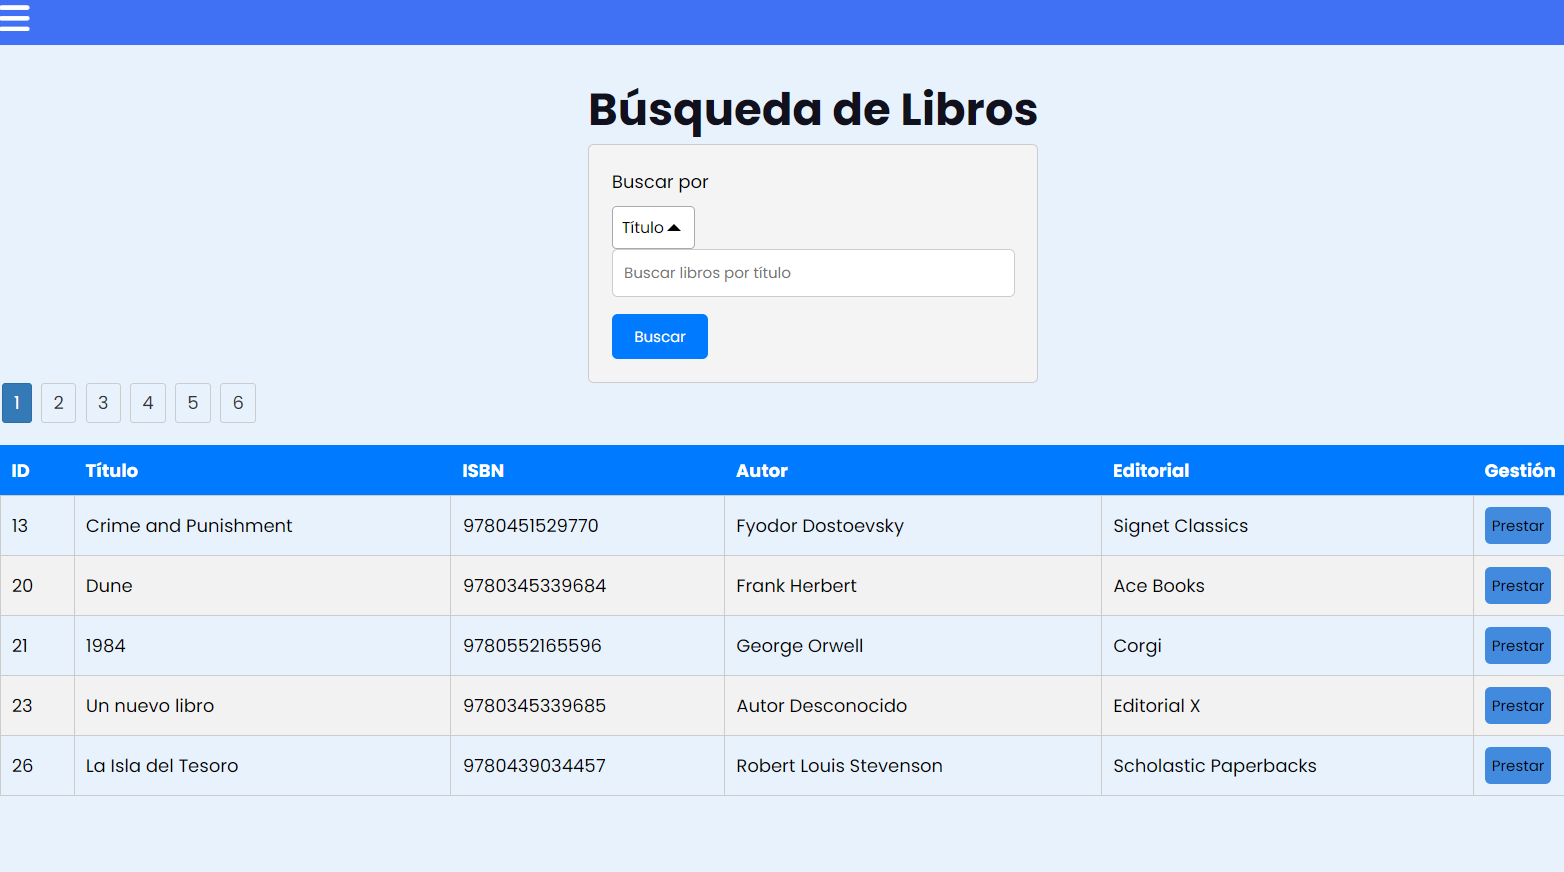 Búsqueda de Libros
Buscar por
Título
Buscar libros por título
Buscar
1 2 3 4 5 6
ID Título ISBN Autor Editorial Gestión
13 Crime and Punishment 9780451529770 Fyodor Dostoevsky Signet Classics Prestar
20 Dune 9780345339684 Frank Herbert Ace Books Prestar
21 1984 9780552165596 George Orwell Corgi Prestar
23 Un nuevo libro 9780345339685 Autor Desconocido Editorial X Prestar
26 La Isla del Tesoro 9780439034457 Robert Louis Stevenson Scholastic Paperbacks Prestar